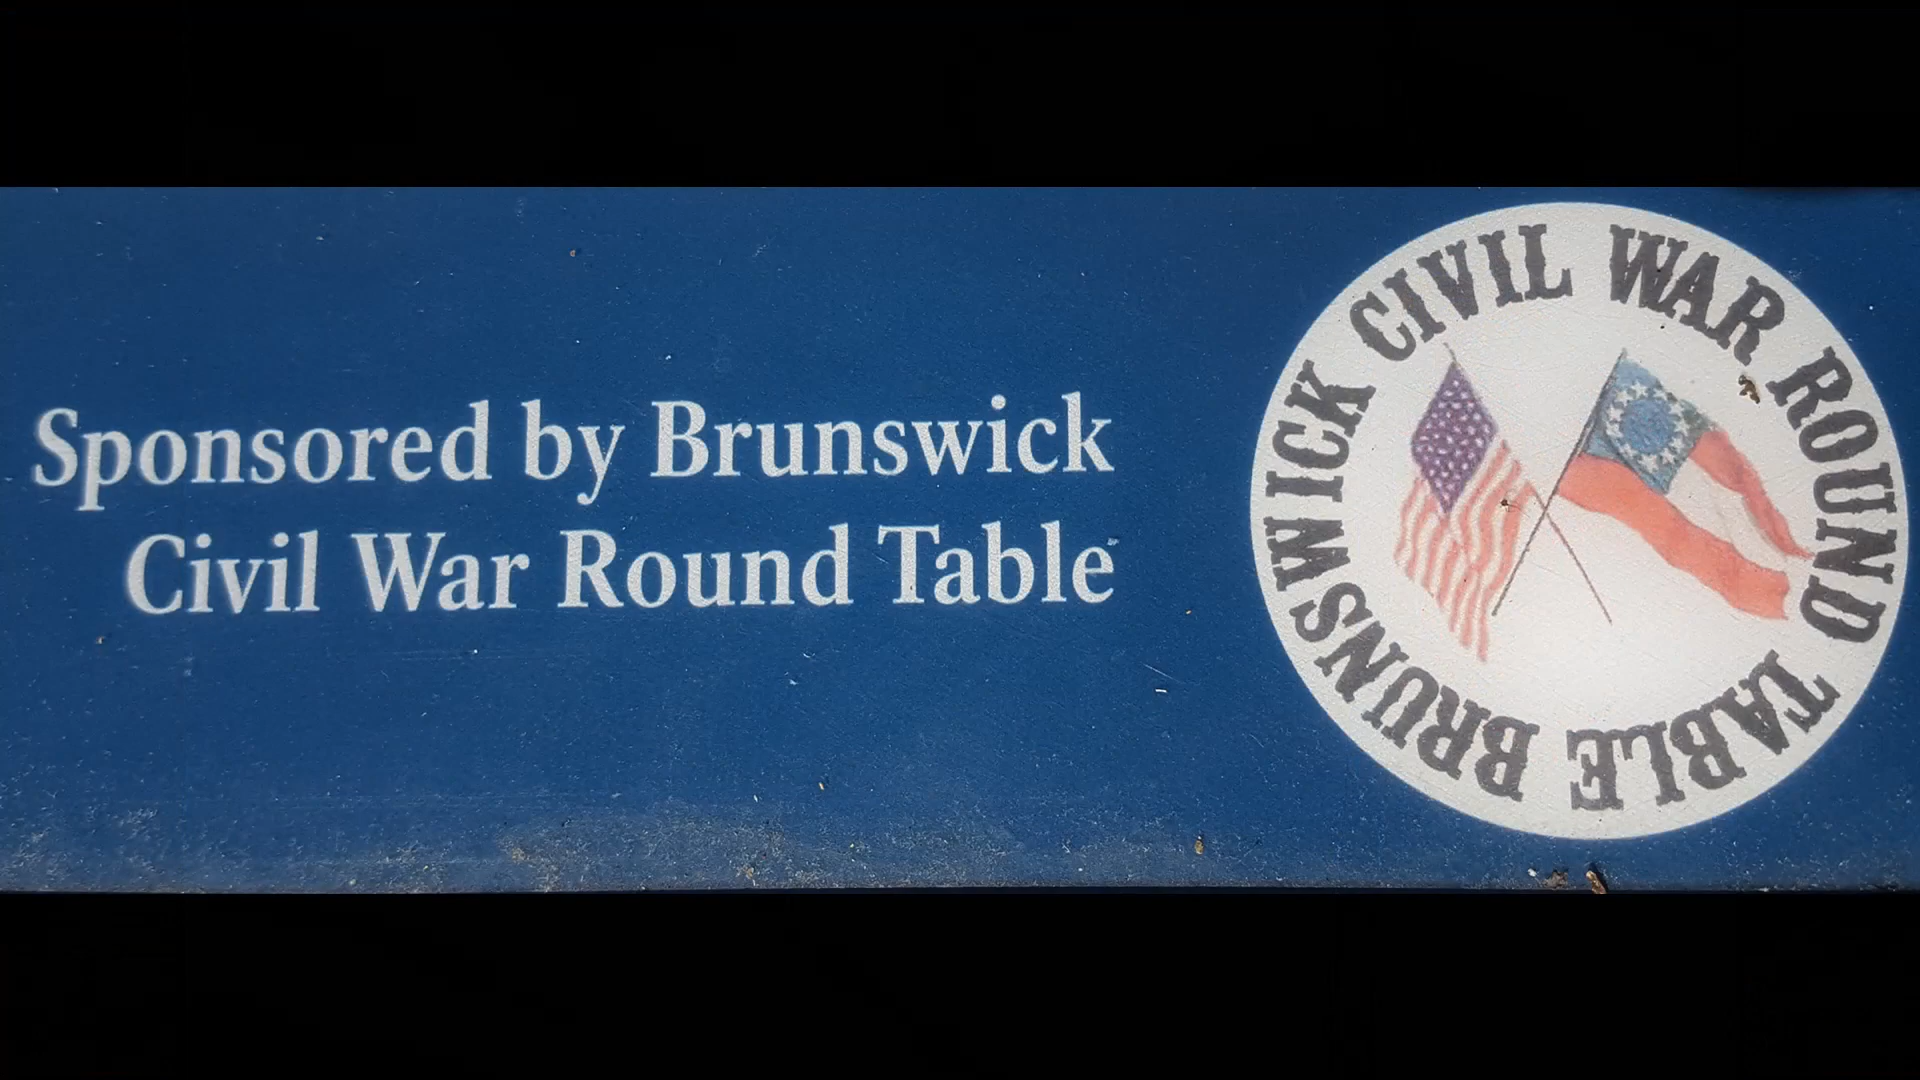 Sponsored by Brunswick
Civil War Round Table
BRUNSWICK CIVIL WAR ROUND TABLE